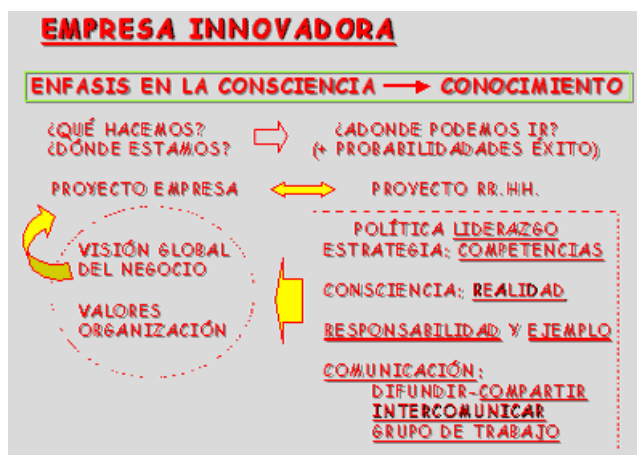 EMPRESA INNOVADORA
ENFASIS EN LA CONSCIENCIA → CONOCIMIENTO
¿QUÉ HACEMOS?
¿DÓNDE ESTAMOS?
¿ADONDE PODEMOS IR?
(+ PROBABILIDADADES ÉXITO)
PROYECTO EMPRESA
PROYECTO RR.HH.
VISIÓN GLOBAL
DEL NEGOCIO
VALORES
ORGANIZACIÓN
POLÍTICA LIDERAZGO
ESTRATEGIA: COMPETENCIAS
CONSCIENCIA: REALIDAD
RESPONSABILIDAD Y EJEMPLO
COMUNICACIÓN:
DIFUNDIR-COMPARTIR
INTERCOMUNICAR
GRUPO DE TRABAJO